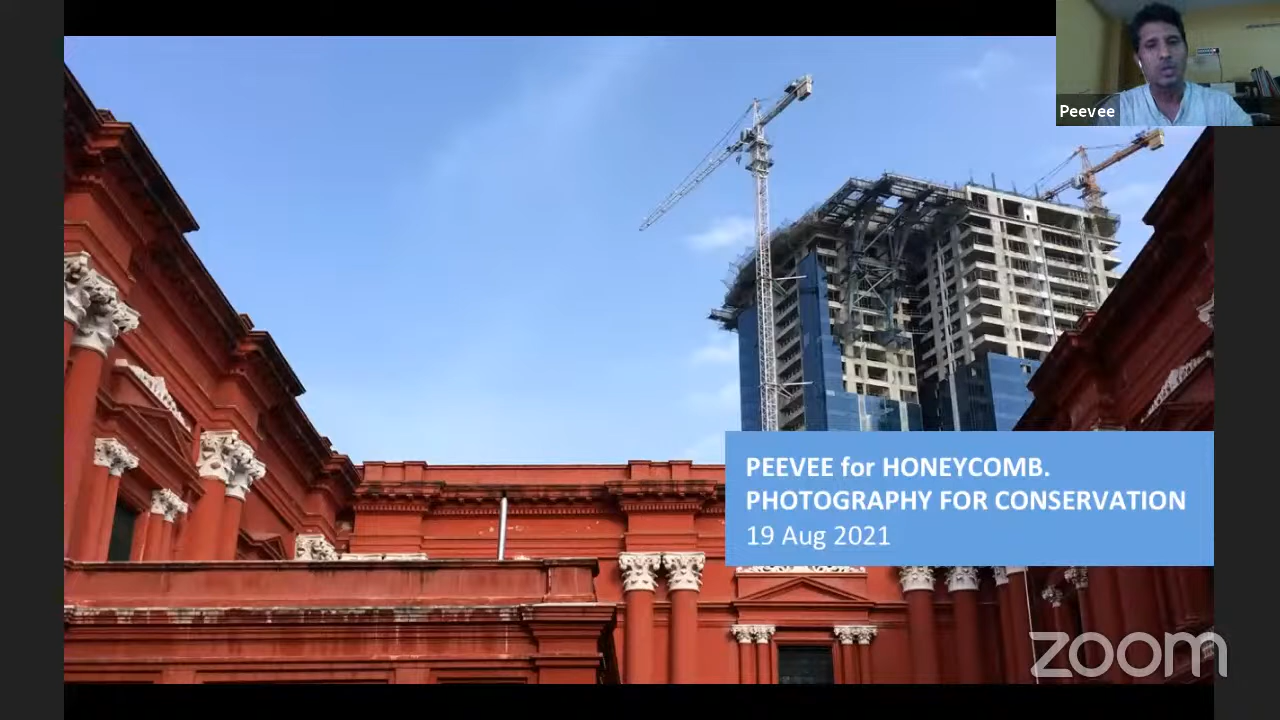 Peevee
PEEVEE for HONEYCOMB.
PHOTOGRAPHY FOR CONSERVATION
19 Aug 2021
zoom